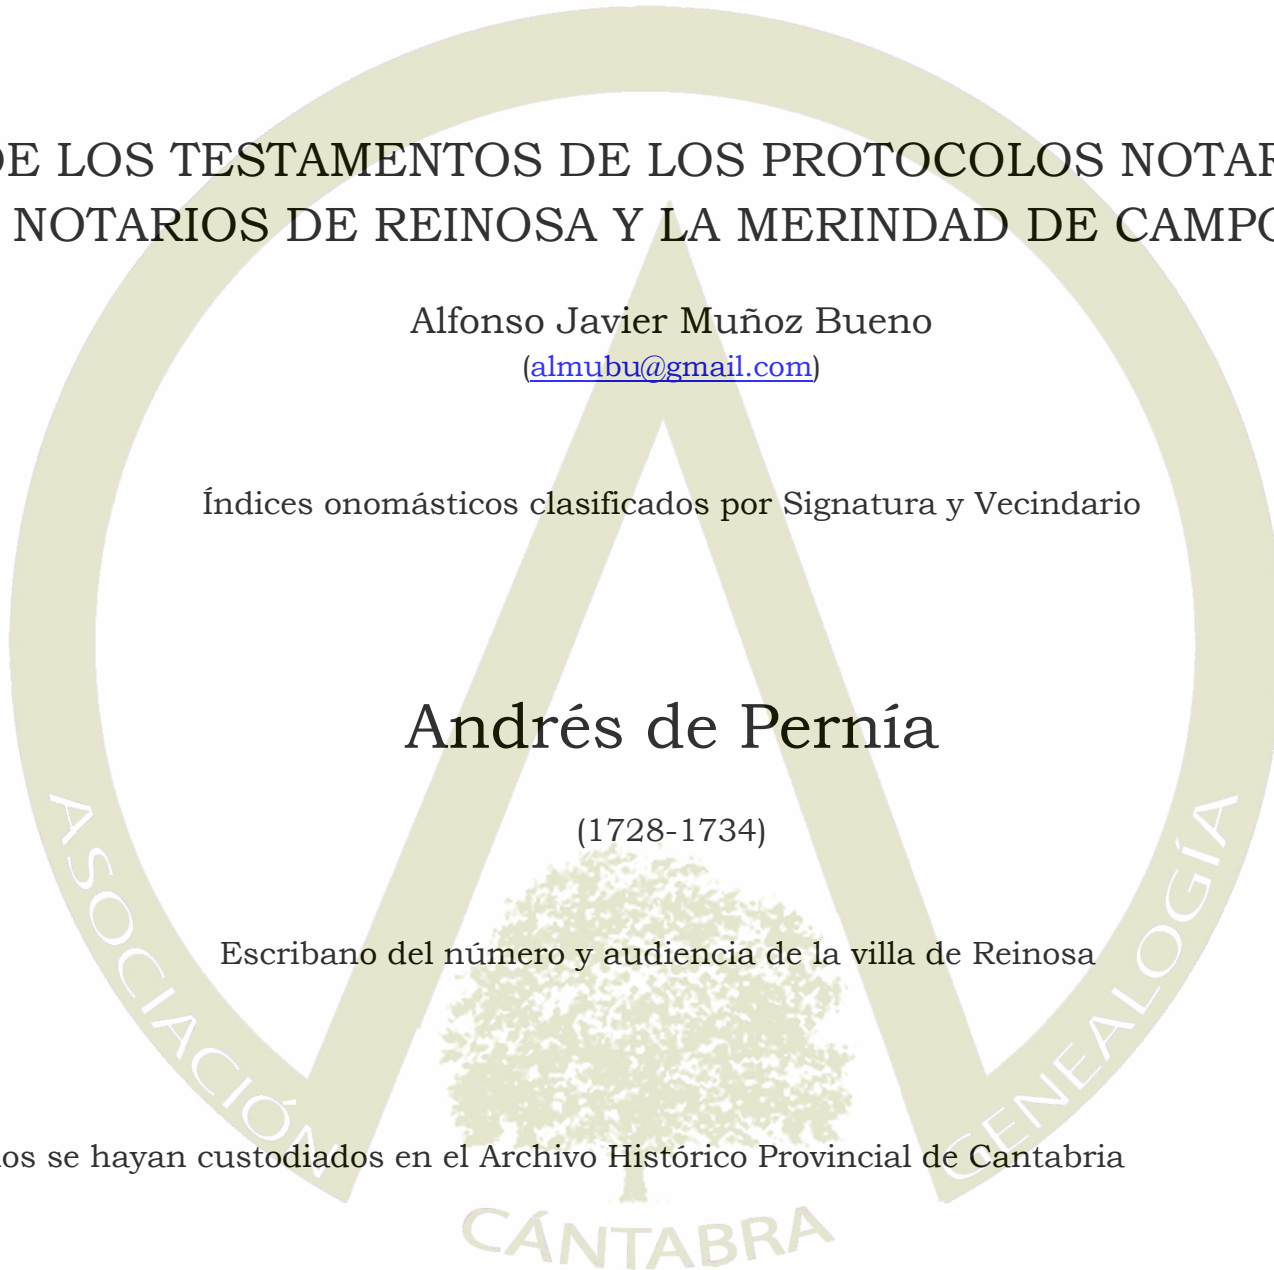 DE LOS TESTAMENTOS DE LOS PROTOCOLOS NOTAR
NOTARIOS DE REINOSA Y LA MERINDAD DE CAMPO
Alfonso Javier Muñoz Bueno
(almubu@gmail.com)
Índices onomásticos clasificados por Signatura y Vecindario
Andrés de Pernía
(1728-1734)
Escribano del número y audiencia de la villa de Reinosa
os se hayan custodiados en el Archivo Histórico Provincial de Cantabria
ASOCIACIÓN
CÁNTABRA
GENEALOGÍA